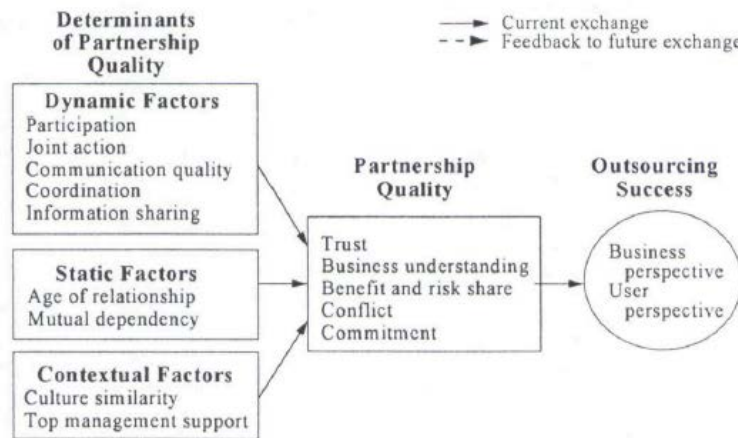 Determinants
of Partnership
Quality
Current exchange
Feedback to future exchange
Dynamic Factors
Participation
Joint action
Communication quality
Coordination
Information sharing
Static Factors
Age of relationship
Mutual dependency
Contextual Factors
Culture similarity
Top management support
Partnership
Quality
Trust
Business understanding
Benefit and risk share
Conflict
Commitment
Outsourcing
Success
Business
perspective
User
perspective